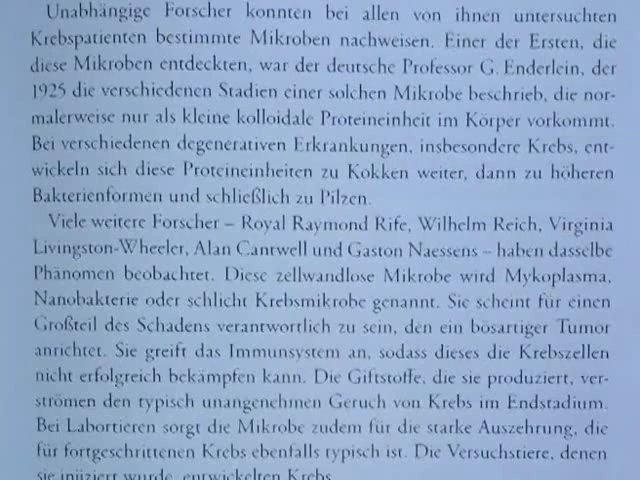 Unabhängige Forscher konnten bei allen von ihnen untersuchten
Krebspatienten bestimmte Mikroben nachweisen. Einer der Ersten, die
diese Mikroben entdeckten, war der deutsche Professor G. Enderlein, der
1925 die verschiedenen Stadien einer solchen Mikrobe beschrieb, die nor-
malerweise nur als kleine kolloidale Proteineinheit im Körper vorkommt.
Bei verschiedenen degenerativen Erkrankungen, insbesondere Krebs, ent-
wickeln sich diese Proteineinheiten zu Kokken weiter, dann zu höheren
Bakterienformen und schließlich zu Pilzen.
Viele weitere Forscher – Royal Raymond Rife, Wilhelm Reich, Virginia
Livingston-Wheeler, Alan Cantwell und Gaston Naessens – haben dasselbe
Phänomen beobachtet. Diese zellwandlose Mikrobe wird Mykoplasma,
Nanobakterie oder schlicht Krebsmikrobe genannt. Sie scheint für einen
Großteil des Schadens verantwortlich zu sein, den ein bösartiger Tumor
anrichtet. Sie greift das Immunsystem an, sodass dieses die Krebszellen
nicht erfolgreich bekämpfen kann. Die Giftstoffe, die sie produziert, ver-
strömen den typisch unangenehmen Geruch von Krebs im Endstadium.
Bei Labortieren sorgt die Mikrobe zudem für die starke Auszehrung, die
für fortgeschrittenen Krebs ebenfalls typisch ist. Die Versuchstiere, denen
sie injiziert wurde, entwickelten Krebs.